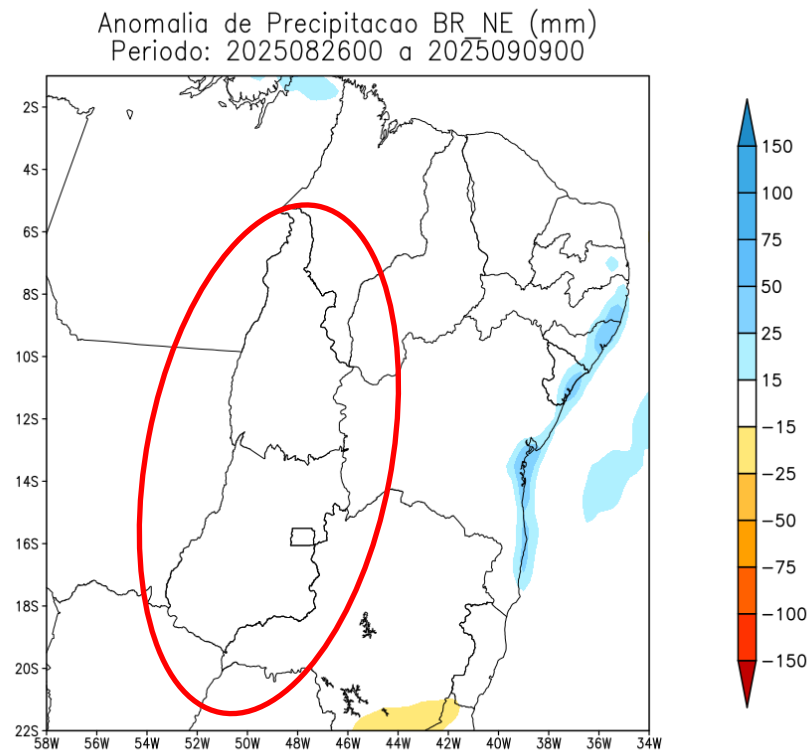 Anomalia de Precipitacao BR_NE (mm)
Periodo: 2025082600 a 2025090900
2S
4S
6S
8S
10S
12S
14S
16S
18S
20S
22S
58W 56W 54W 52W 50W 48W 46W 44W 42W 40W 38W 36W 34W
150
100
75
50
25
15
-15
-25
-50
-75
-100
-150